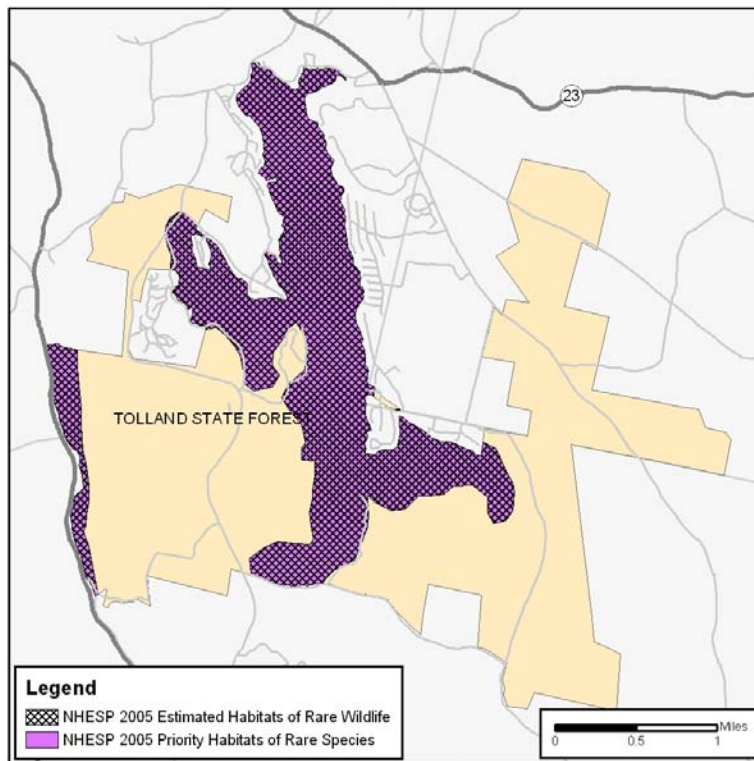 23
TOLLAND STATE FOREST
Legend
NHESP 2005 Estimated Habitats of Rare Wildlife
NHESP 2005 Priority Habitats of Rare Species
Miles
0 0.5 1